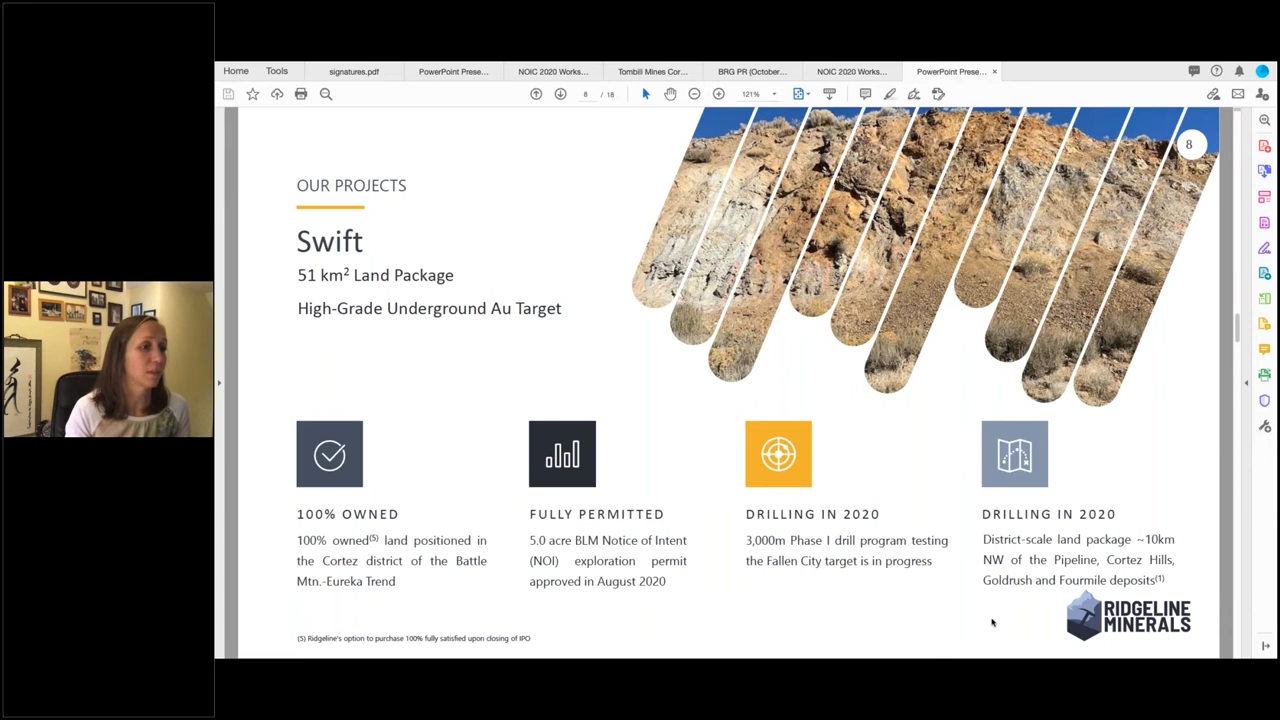 Home Tools signatures.pdf PowerPoint Prese... NOIC 2020 Works... Tombill Mines Cor... BRG PR (October... NOIC 2020 Works... PowerPoint Prese... ×
8 / 18 121%
8
OUR PROJECTS
Swift
51 km² Land Package
High-Grade Underground Au Target
100% OWNED
100% owned(5) land positioned in
the Cortez district of the Battle
Mtn.-Eureka Trend
FULLY PERMITTED
5.0 acre BLM Notice of Intent
(NOI) exploration permit
approved in August 2020
DRILLING IN 2020
3,000m Phase I drill program testing
the Fallen City target is in progress
DRILLING IN 2020
District-scale land package ~10km
NW of the Pipeline, Cortez Hills,
Goldrush and Fourmile deposits(1)
RIDGELINE
MINERALS
(5) Ridgeline's option to purchase 100% fully satisfied upon closing of IPO